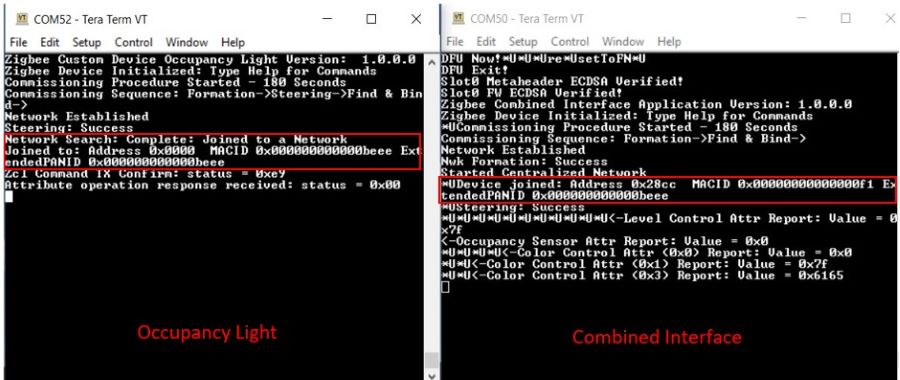 COM52 - Tera Term VT
File Edit Setup Control Window Help
Zigbee Custom Device Occupancy Light Version: 1.0.0.0
Zigbee Device Initialized: Type Help for Commands
Commissioning Procedure Started - 180 Seconds
Commissioning Sequence: Formation->Steering->Find & Bin
d->
Network Established
Steering: Success
Network Search: Complete: Joined to a Network
Joined to: Address 0x0000 MACID 0x000000000000beee Ext
endedPANID 0x000000000000beee
Zcl Command TX Confirm: status = 0xe9
Attribute operation response received: status = 0x00
Occupancy Light
COM50 - Tera Term VT
File Edit Setup Control Window Help
DFU Now!*U*U*Ure*UsetToFN*U
DFU Exit!
Slot0 Metaheader ECDSA Verified!
Slot0 FW ECDSA Verified!
Zigbee Combined Interface Application Version: 1.0.0.0
Zigbee Device Initialized: Type Help for Commands
*UCommissioning Procedure Started - 180 Seconds
Commissioning Sequence: Formation->Find & Bind->
Network Established
Nwk Formation: Success
Started Centralized Network
*UDevice joined: Address 0x28cc MACID 0x00000000000000f1 Ex
tendedPANID 0x000000000000beee
*USteering: Success
*U*U*U*U*U*U*U*U*U*U*U<-Level Control Attr Report: Value = 0
x7f
<-Occupancy Sensor Attr Report: Value = 0x0
*U*U*U<-Color Control Attr (0x0) Report: Value = 0x0
*U*U<-Color Control Attr (0x1) Report: Value = 0x7f
*U*U<-Color Control Attr (0x3) Report: Value = 0x6165
Combined Interface